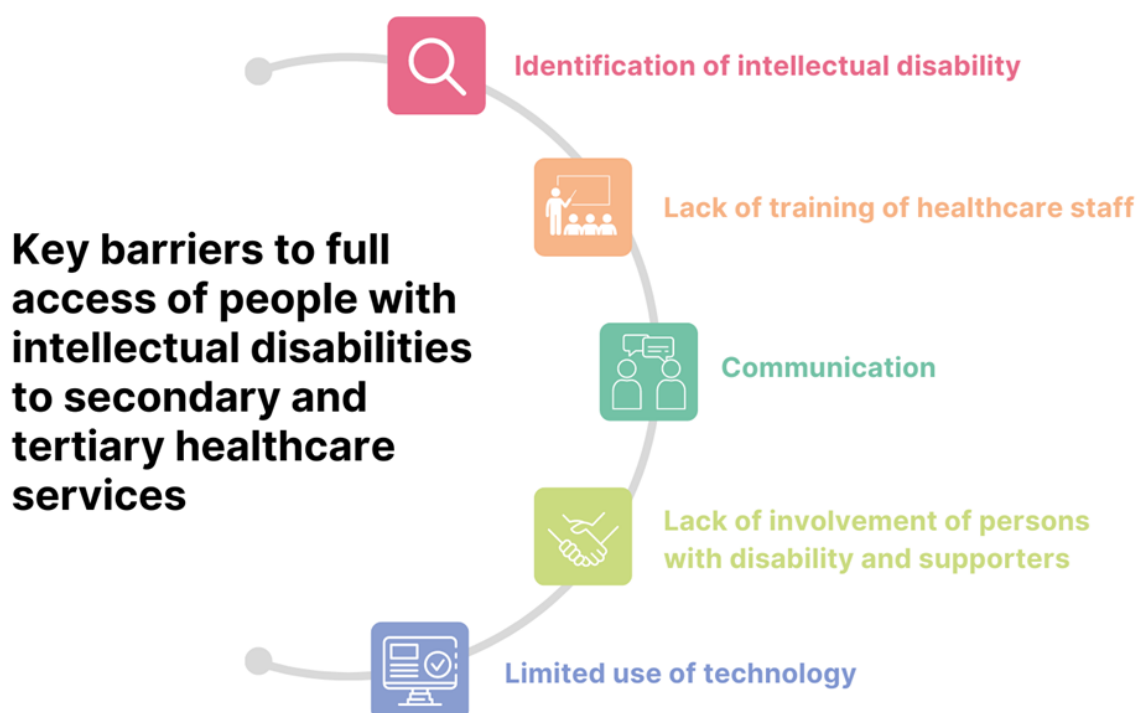 Key barriers to full
access of people with
intellectual disabilities
to secondary and
tertiary healthcare
services
Identification of intellectual disability
Lack of training of healthcare staff
Communication
Lack of involvement of persons
with disability and supporters
Limited use of technology